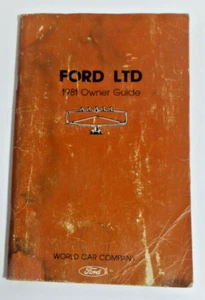 FORD LTD
1981 Owner Guide
WORLD CAR COMPANY
Ford